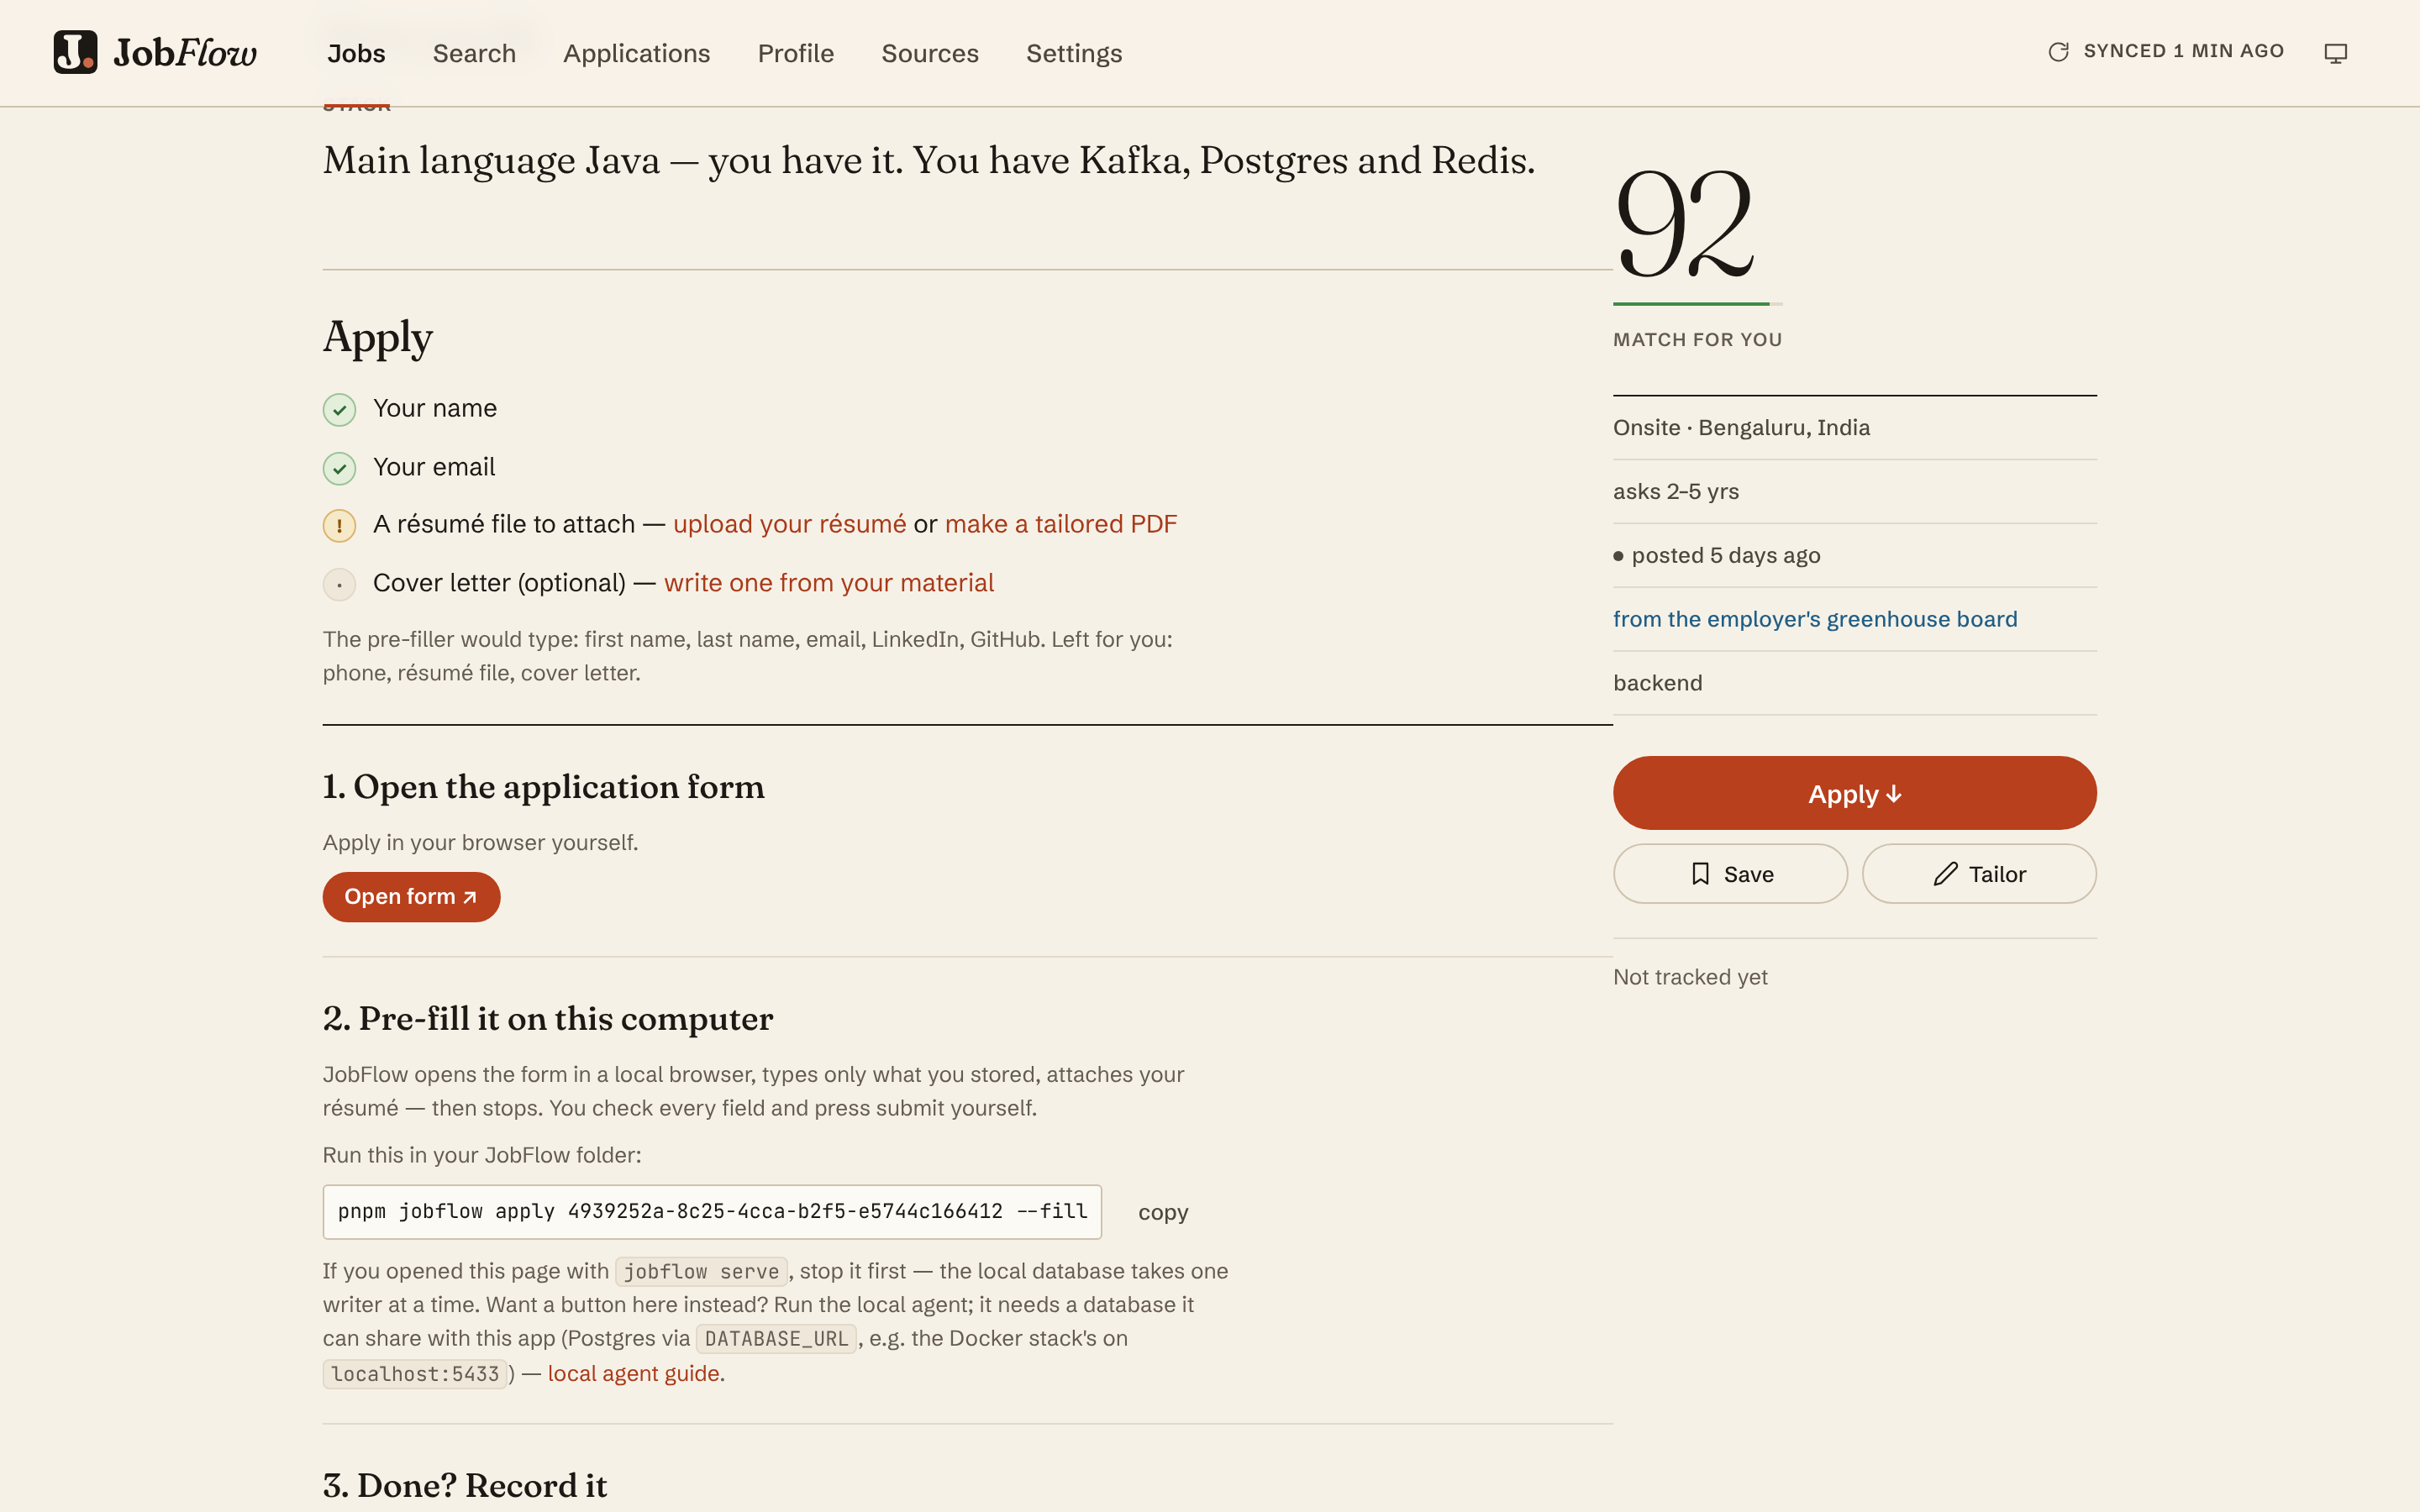 JobFlow
Jobs
Search
Applications
Profile
Sources
Settings
SYNCED 1 MIN AGO
STACK
Main language Java — you have it. You have Kafka, Postgres and Redis.
Apply
Your name
Your email
A résumé file to attach — upload your résumé or make a tailored PDF
Cover letter (optional) — write one from your material
The pre-filler would type: first name, last name, email, LinkedIn, GitHub. Left for you:
phone, résumé file, cover letter.
1. Open the application form
Apply in your browser yourself.
Open form ↗
2. Pre-fill it on this computer
JobFlow opens the form in a local browser, types only what you stored, attaches your
résumé — then stops. You check every field and press submit yourself.
Run this in your JobFlow folder:
pnpm jobflow apply 4939252a-8c25-4cca-b2f5-e5744c166412 --fill
copy
If you opened this page with jobflow serve, stop it first — the local database takes one
writer at a time. Want a button here instead? Run the local agent; it needs a database it
can share with this app (Postgres via DATABASE_URL, e.g. the Docker stack's on
localhost:5433) — local agent guide.
3. Done? Record it
92
MATCH FOR YOU
Onsite · Bengaluru, India
asks 2–5 yrs
posted 5 days ago
from the employer's greenhouse board
backend
Apply ↓
Save
Tailor
Not tracked yet